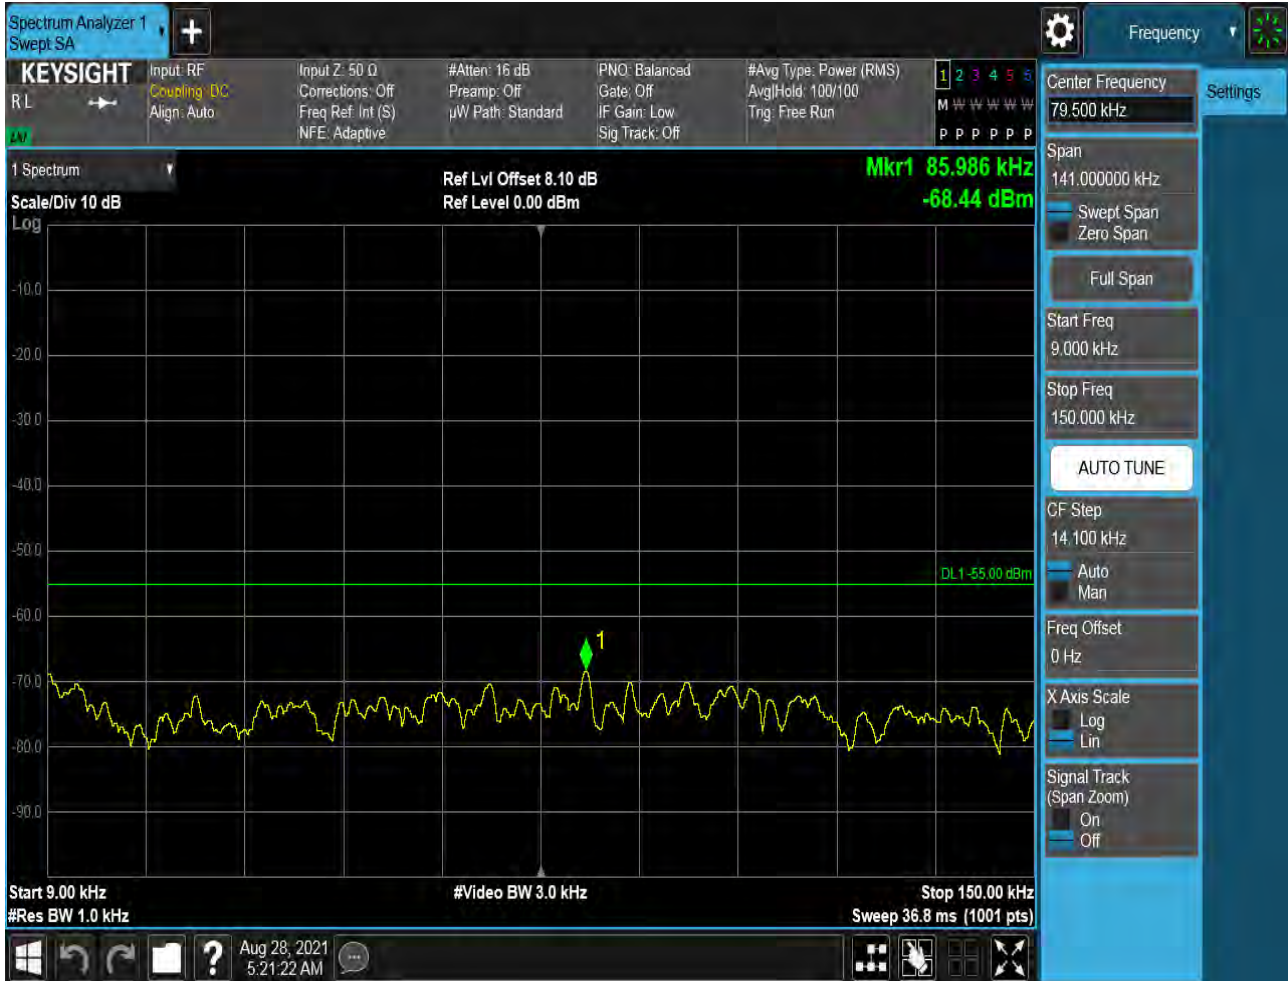 Spectrum Analyzer 1
Swept SA
Frequency
KEYSIGHT
R L
LNI
Input: RF
Coupling: DC
Align: Auto
Input Z: 50 Ω
Corrections: Off
Freq Ref: Int (S)
NFE: Adaptive
#Atten: 16 dB
Preamp: Off
µW Path: Standard
PNO: Balanced
Gate: Off
IF Gain: Low
Sig Track: Off
#Avg Type: Power (RMS)
Avg|Hold: 100/100
Trig: Free Run
1 2 3 4 5 6
M W W W W W
P P P P P P
1 Spectrum
Scale/Div 10 dB
Log
Ref Lvl Offset 8.10 dB
Ref Level 0.00 dBm
Mkr1 85.986 kHz
-68.44 dBm
-10.0
-20.0
-30.0
-40.0
-50.0
DL1 -55.00 dBm
-60.0
1
-70.0
-80.0
-90.0
Start 9.00 kHz
#Res BW 1.0 kHz
#Video BW 3.0 kHz
Stop 150.00 kHz
Sweep 36.8 ms (1001 pts)
?
Aug 28, 2021
5:21:22 AM
Center Frequency
79.500 kHz
Settings
Span
141.000000 kHz
Swept Span
Zero Span
Full Span
Start Freq
9.000 kHz
Stop Freq
150.000 kHz
AUTO TUNE
CF Step
14.100 kHz
Auto
Man
Freq Offset
0 Hz
X Axis Scale
Log
Lin
Signal Track
(Span Zoom)
On
Off